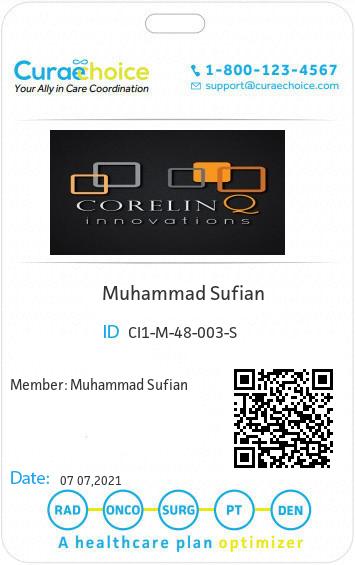 Curaechoice
Your Ally in Care Coordination
1-800-123-4567
support@curaechoice.com
CORELINQ
innovations
Muhammad Sufian
ID CI1-M-48-003-S
Member: Muhammad Sufian
Date: 07 07,2021
RAD ONCO SURG PT DEN
A healthcare plan optimizer